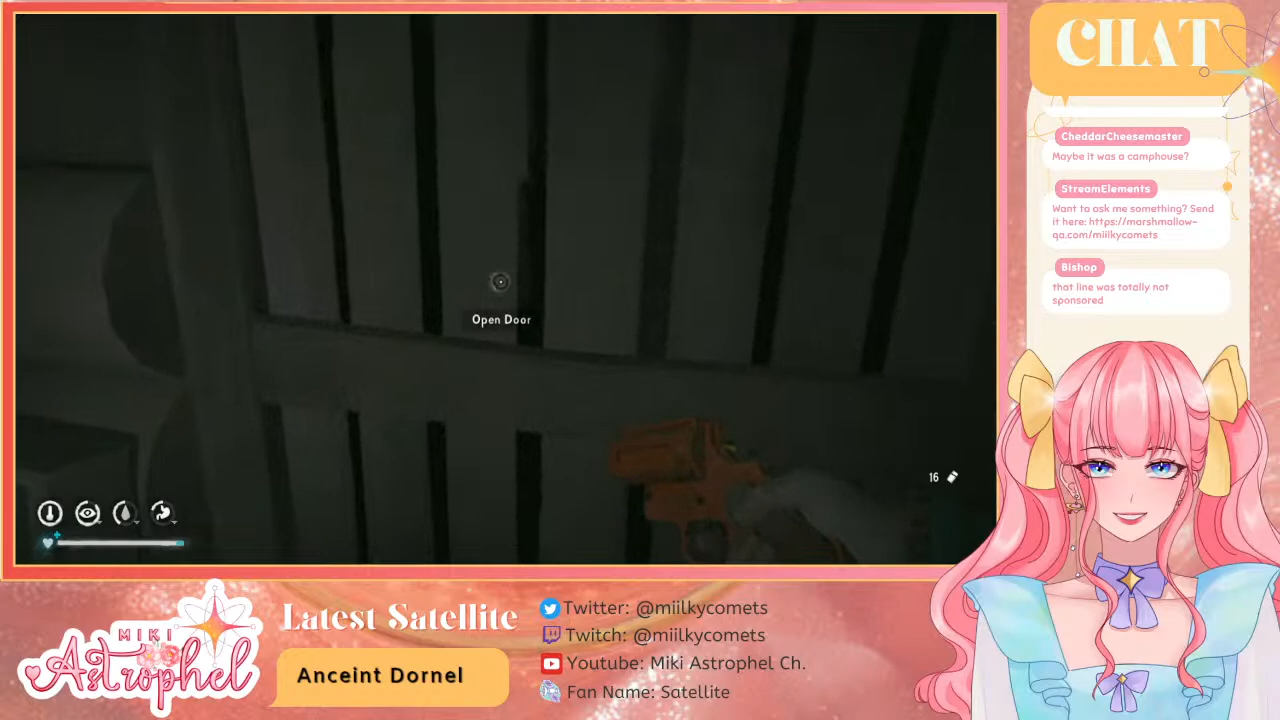 CHAT
CheddarCheesemaster
Maybe it was a camphouse?
StreamElements
Want to ask me something? Send
it here: https://marshmallow-
qa.com/miilkycomets
Bishop
that line was totally not
sponsored
Open Door
16
MIKI
Astrophel
Latest Satellite
Anceint Dornel
Twitter: @miilkycomets
Twitch: @miilkycomets
Youtube: Miki Astrophel Ch.
Fan Name: Satellite